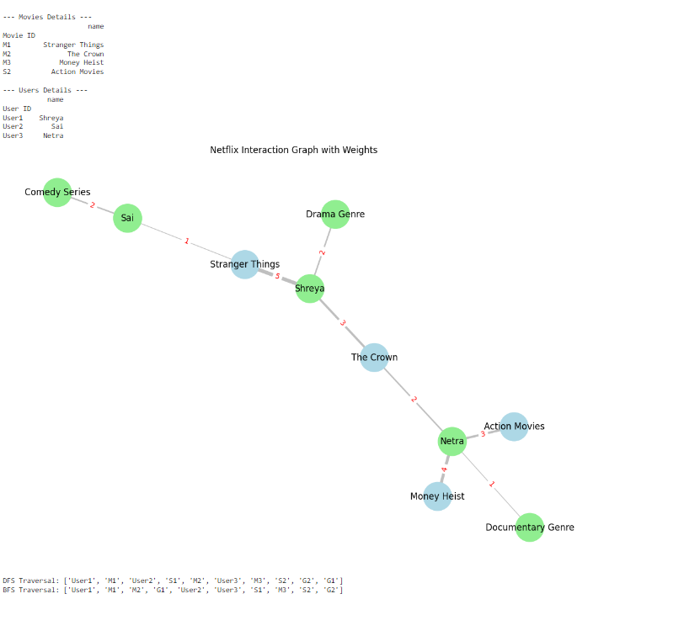 --- Movies Details ---
name
Movie ID
M1 Stranger Things
M2 The Crown
M3 Money Heist
S2 Action Movies
--- Users Details ---
name
User ID
User1 Shreya
User2 Sai
User3 Netra
Netflix Interaction Graph with Weights
Comedy Series
2
Sai
Drama Genre
1
2
Stranger Things
5
Shreya
3
The Crown
2
Action Movies
3
Netra
4
1
Money Heist
Documentary Genre
DFS Traversal: ['User1', 'M1', 'User2', 'S1', 'M2', 'User3', 'M3', 'S2', 'G2', 'G1']
BFS Traversal: ['User1', 'M1', 'M2', 'G1', 'User2', 'User3', 'S1', 'M3', 'S2', 'G2']